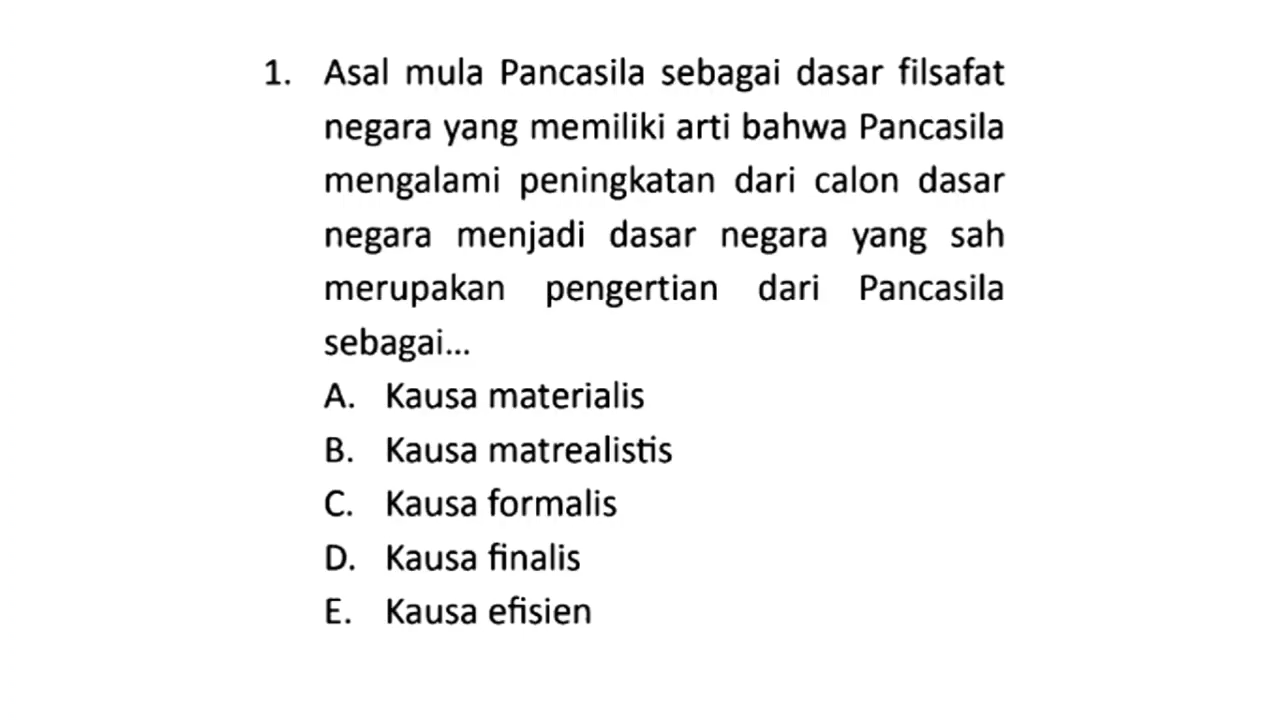 1. Asal mula Pancasila sebagai dasar filsafat
negara yang memiliki arti bahwa Pancasila
mengalami peningkatan dari calon dasar
negara menjadi dasar negara yang sah
merupakan pengertian dari Pancasila
sebagai...
A. Kausa materialis
B. Kausa matrealistis
C. Kausa formalis
D. Kausa finalis
E. Kausa efisien